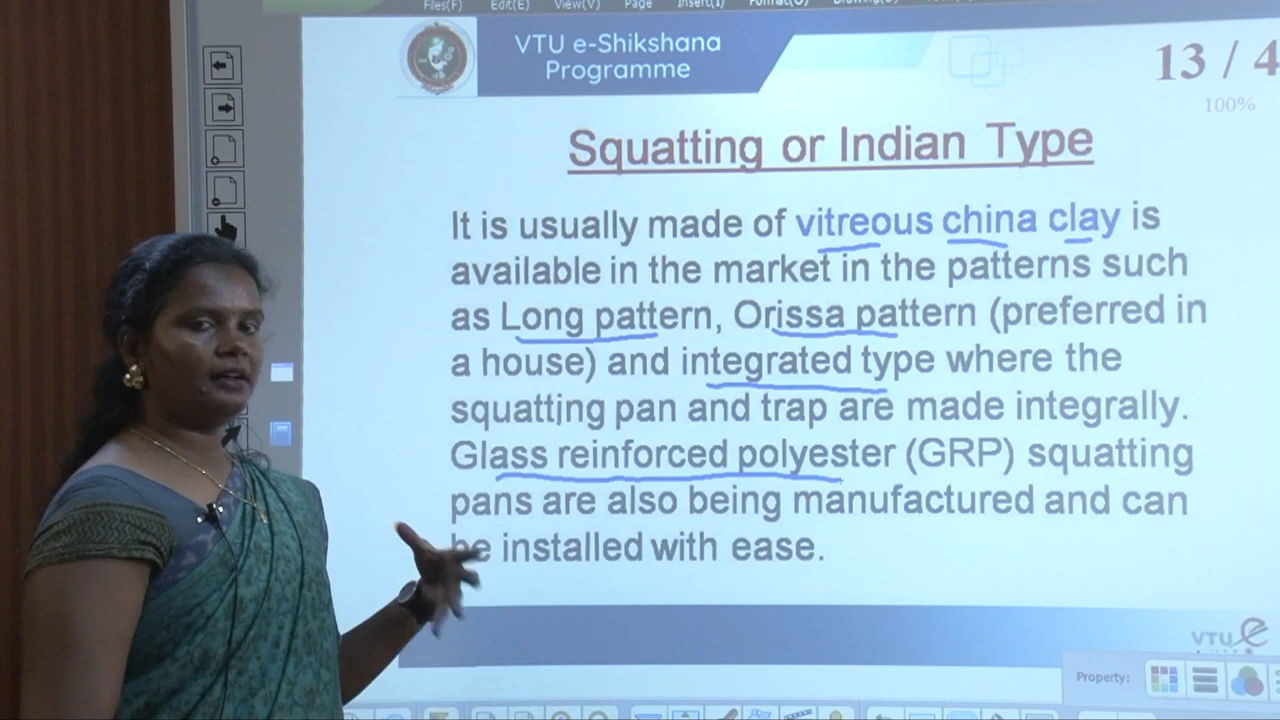 Files(F) Edit(E) View(V) Page Insert(I) Format(O) Drawing(D)
VTU e-Shikshana
Programme
13 / 4
100%
Squatting or Indian Type
It is usually made of vitreous china clay is
available in the market in the patterns such
as Long pattern, Orissa pattern (preferred in
a house) and integrated type where the
squatting pan and trap are made integrally.
Glass reinforced polyester (GRP) squatting
pans are also being manufactured and can
be installed with ease.
VTU e
Property: